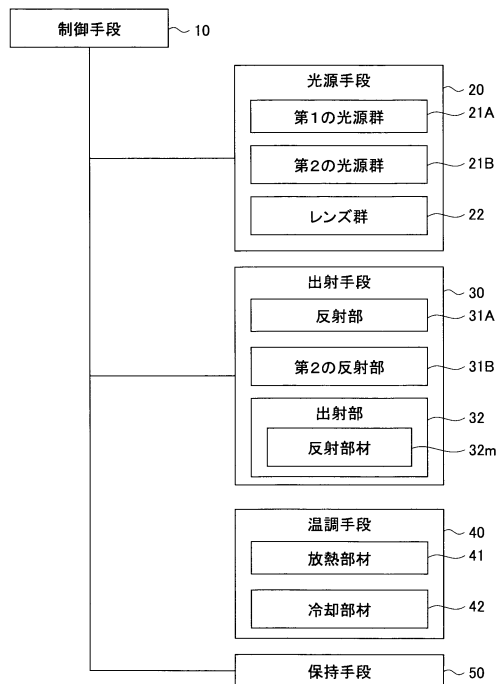 制御手段 10
光源手段 20
第1の光源群 21A
第2の光源群 21B
レンズ群 22
出射手段 30
反射部 31A
第2の反射部 31B
出射部 32
反射部材 32m
温調手段 40
放熱部材 41
冷却部材 42
保持手段 50